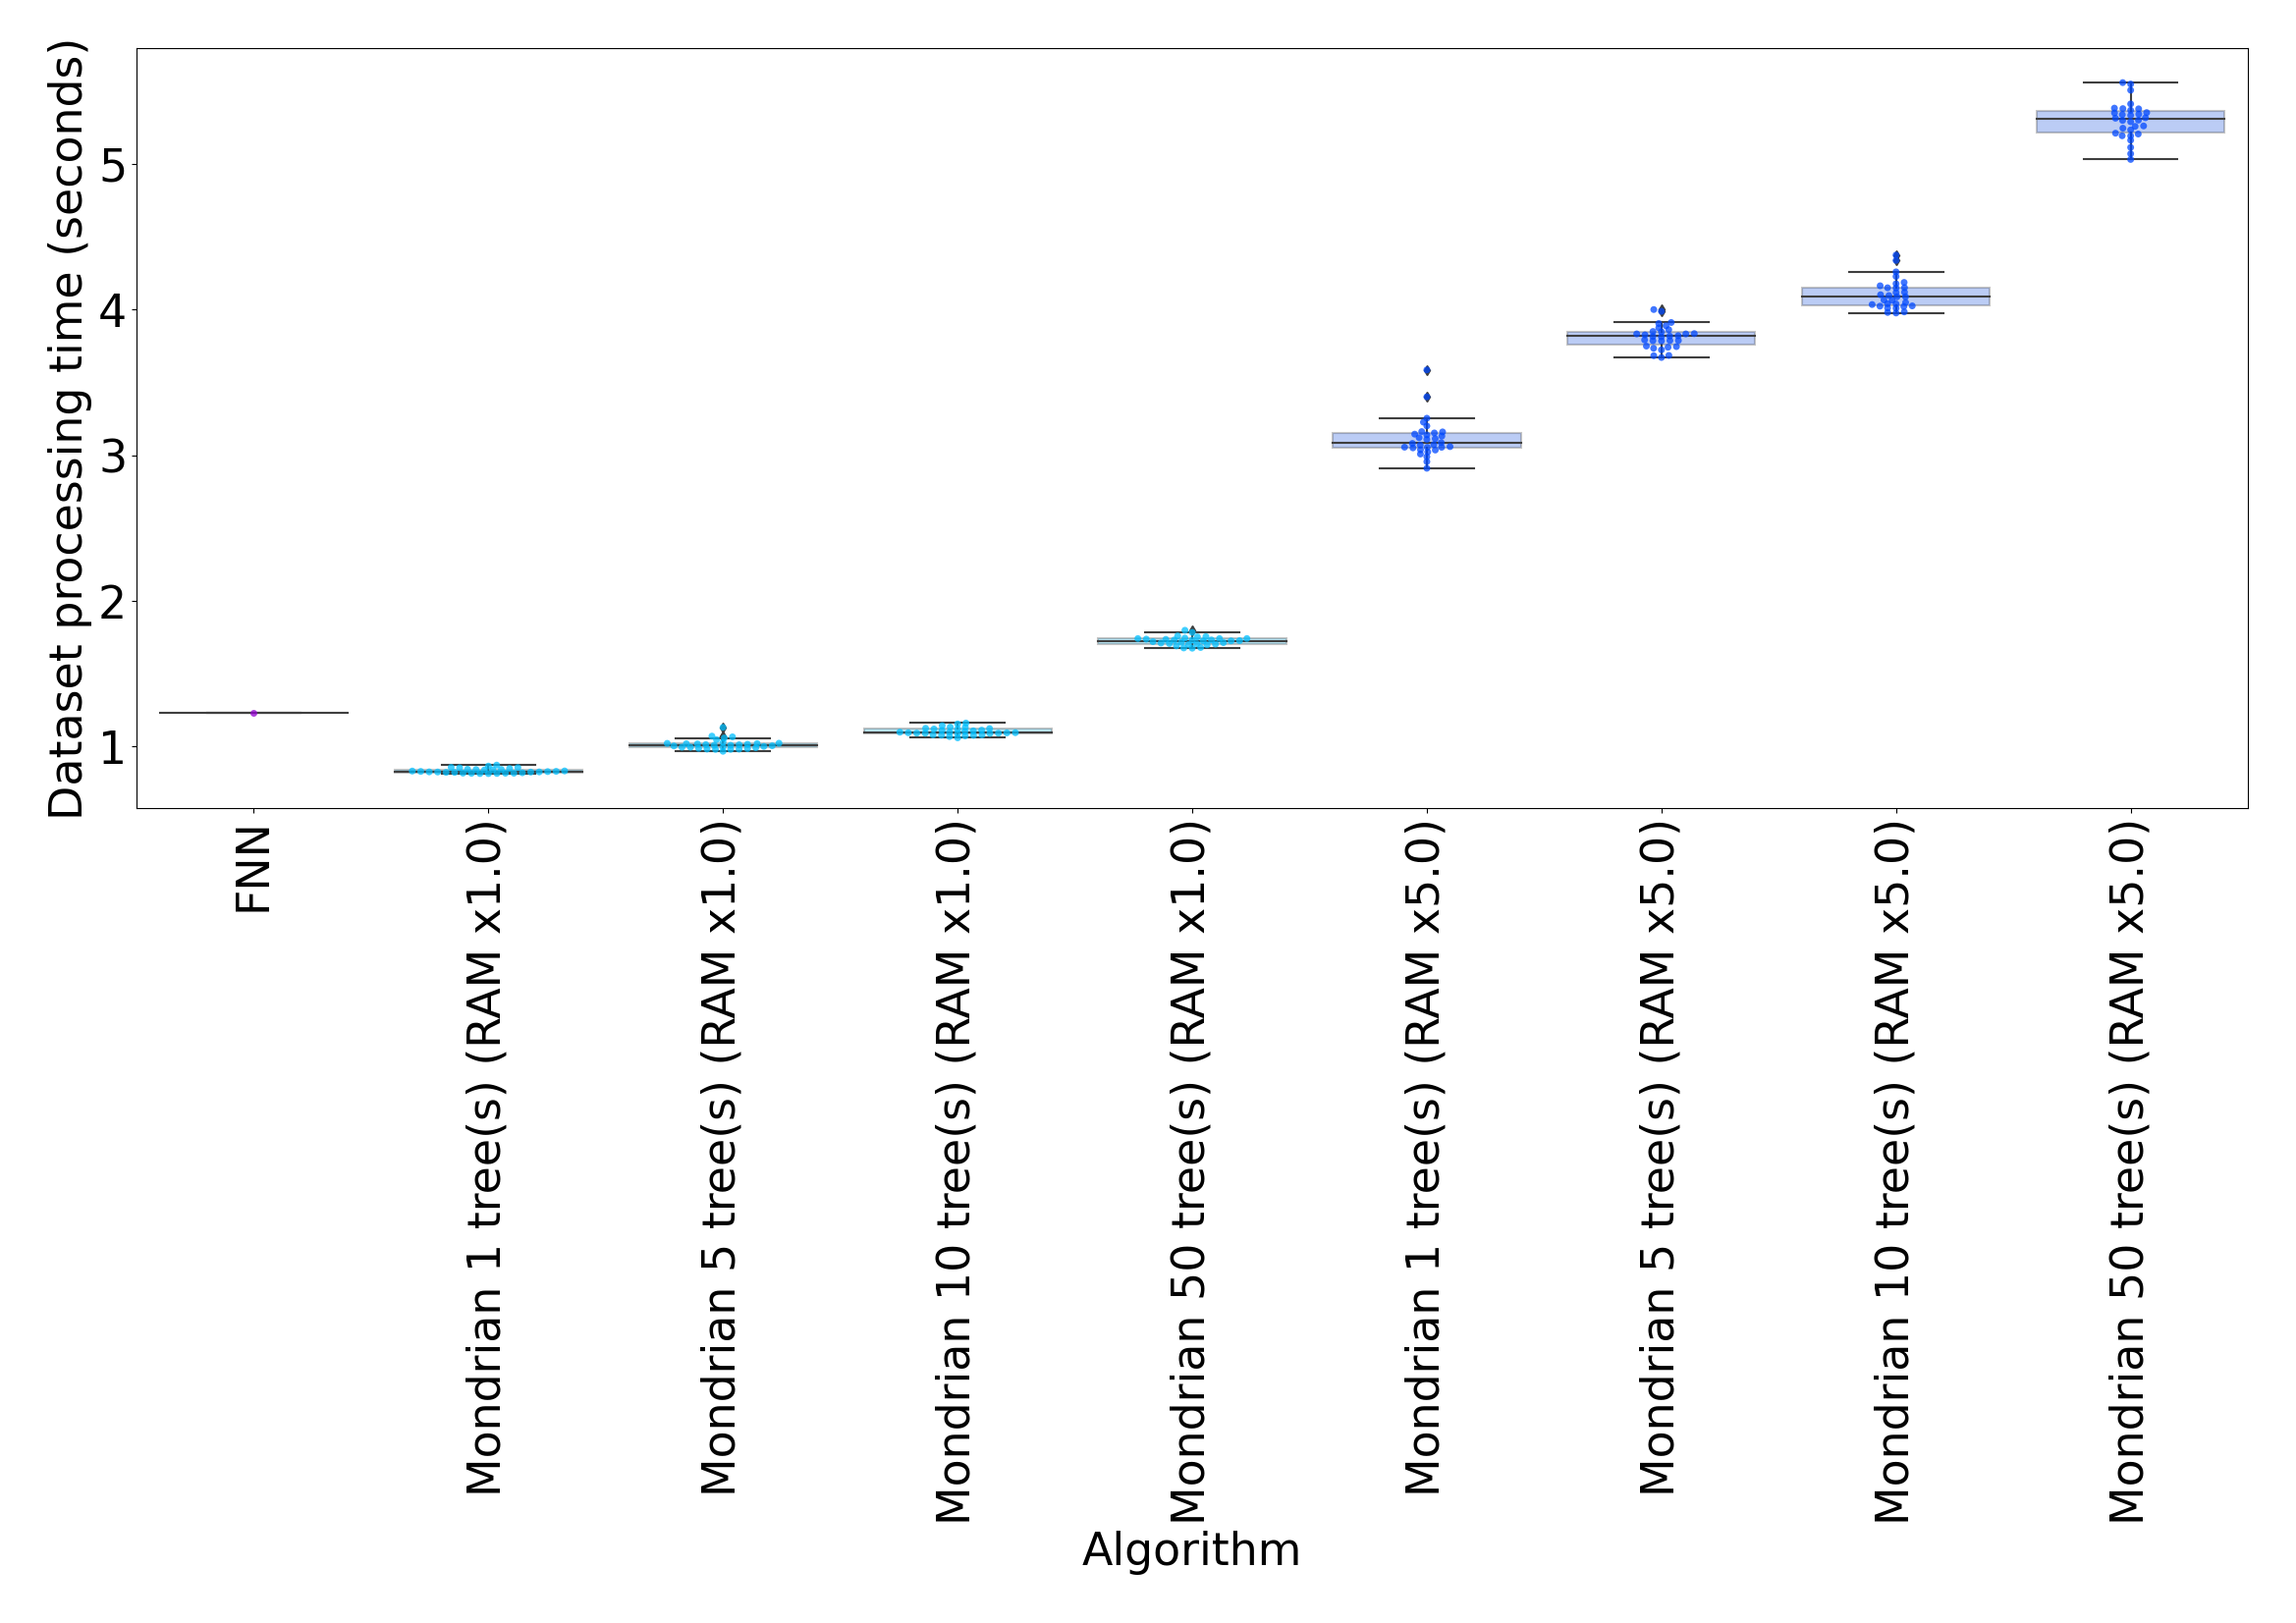 Dataset processing time (seconds)
5
4
3
2
1
FNN
Mondrian 1 tree(s) (RAM x1.0)
Mondrian 5 tree(s) (RAM x1.0)
Mondrian 10 tree(s) (RAM x1.0)
Mondrian 50 tree(s) (RAM x1.0)
Mondrian 1 tree(s) (RAM x5.0)
Mondrian 5 tree(s) (RAM x5.0)
Mondrian 10 tree(s) (RAM x5.0)
Mondrian 50 tree(s) (RAM x5.0)
Algorithm